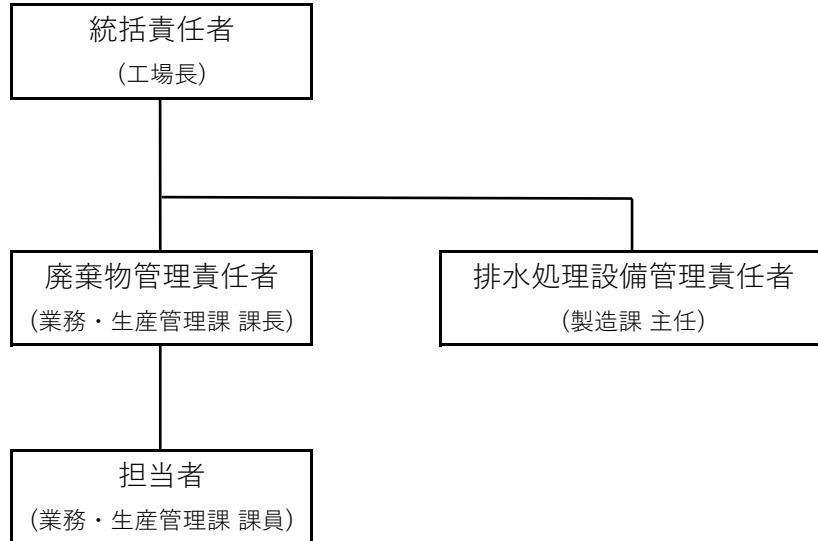 統括責任者
(工場長)
廃棄物管理責任者
(業務・生産管理課 課長)
排水処理設備管理責任者
(製造課 主任)
担当者
(業務・生産管理課 課員)